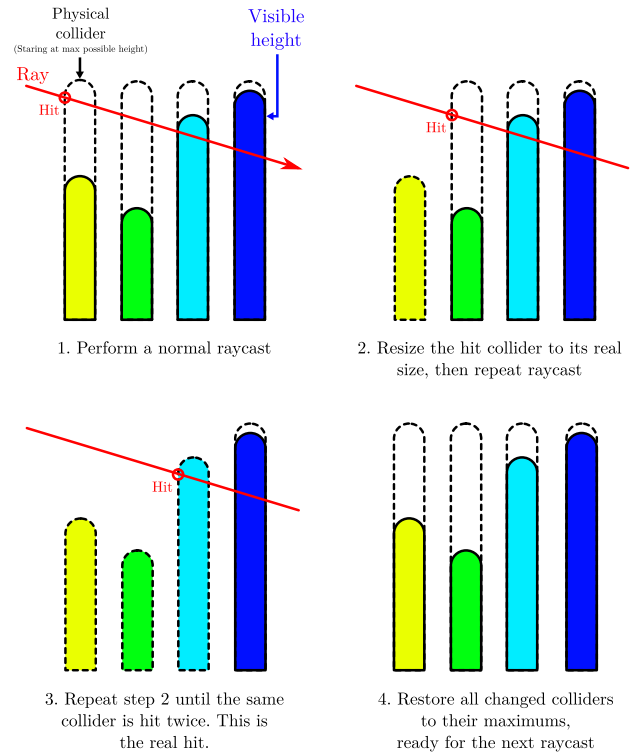 Physical
collider
(Staring at max possible height)
Visible
height
Ray
Hit
1. Perform a normal raycast
Hit
2. Resize the hit collider to its real
size, then repeat raycast
Hit
3. Repeat step 2 until the same
collider is hit twice. This is
the real hit.
4. Restore all changed colliders
to their maximums,
ready for the next raycast